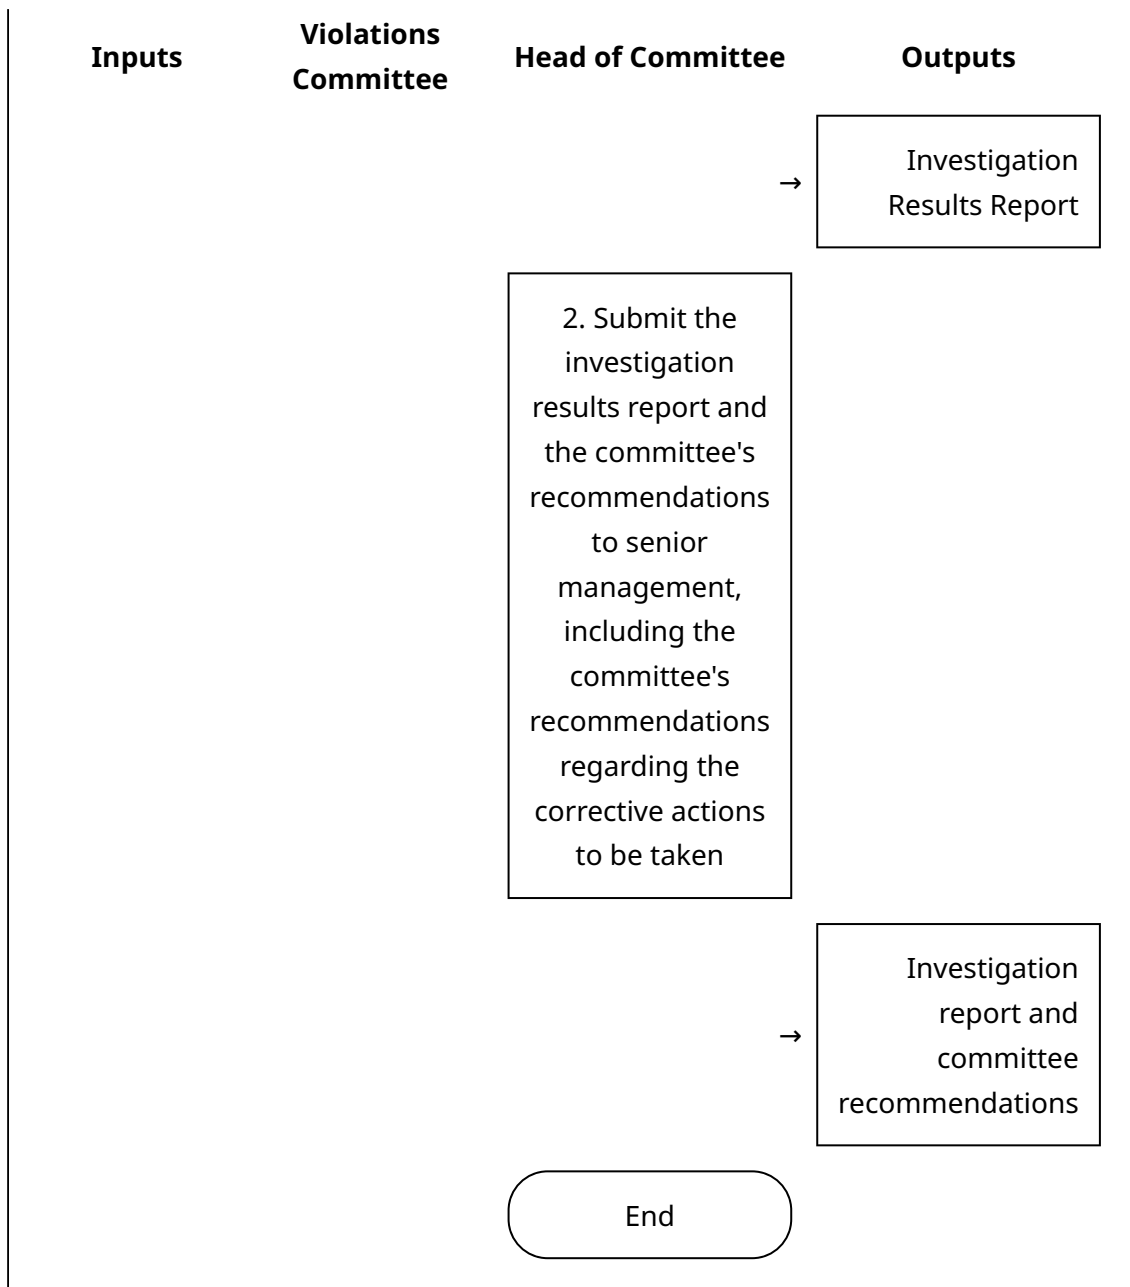 Inputs
Violations
Committee
Head of Committee
Outputs
→
Investigation
Results Report
2. Submit the
investigation
results report and
the committee's
recommendations
to senior
management,
including the
committee's
recommendations
regarding the
corrective actions
to be taken
→
Investigation
report and
committee
recommendations
End